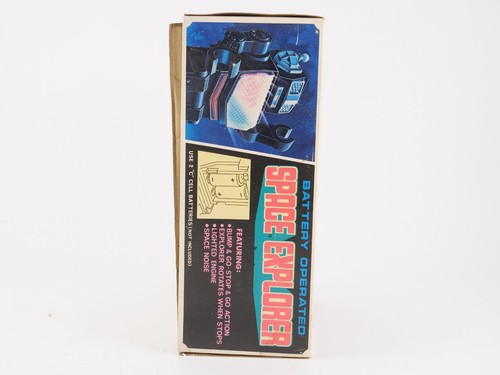 BATTERY OPERATED
SPACE EXPLORER
FEATURING:
• BUMP & GO-STOP & GO ACTION
• EXPLORER ROTATES WHEN STOPS
• LIGHTED ENGINE
• SPACE NOISE
USE 2 "C" CELL BATTERIES (NOT INCLUDED)